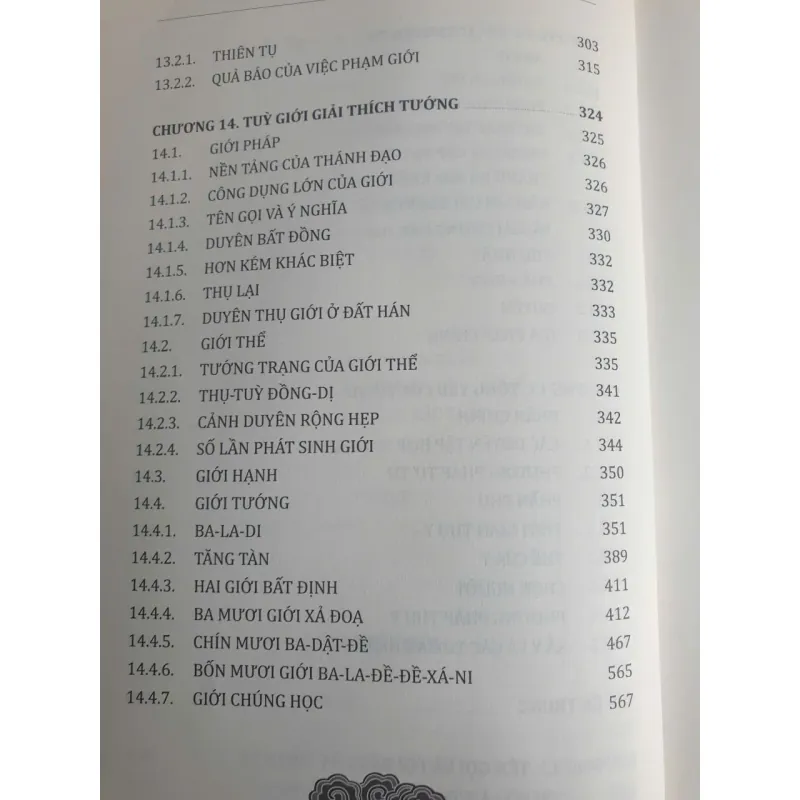 13.2.1. THIÊN TỤ 303
13.2.2. QUẢ BÁO CỦA VIỆC PHẠM GIỚI 315
CHƯƠNG 14. TUỲ GIỚI GIẢI THÍCH TƯỚNG 324
14.1. GIỚI PHÁP 325
14.1.1. NỀN TẢNG CỦA THÁNH ĐẠO 326
14.1.2. CÔNG DỤNG LỚN CỦA GIỚI 326
14.1.3. TÊN GỌI VÀ Ý NGHĨA 327
14.1.4. DUYÊN BẤT ĐỒNG 330
14.1.5. HƠN KÉM KHÁC BIỆT 332
14.1.6. THỤ LẠI 332
14.1.7. DUYÊN THỤ GIỚI Ở ĐẤT HÁN 333
14.2. GIỚI THỂ 335
14.2.1. TƯỚNG TRẠNG CỦA GIỚI THỂ 335
14.2.2. THỤ-TUỲ ĐỒNG-DỊ 341
14.2.3. CẢNH DUYÊN RỘNG HẸP 342
14.2.4. SỐ LẦN PHÁT SINH GIỚI 344
14.3. GIỚI HẠNH 350
14.4. GIỚI TƯỚNG 351
14.4.1. BA-LA-DI 351
14.4.2. TĂNG TÀN 389
14.4.3. HAI GIỚI BẤT ĐỊNH 411
14.4.4. BA MƯƠI GIỚI XẢ ĐOẠ 412
14.4.5. CHÍN MƯƠI BA-DẬT-ĐỀ 467
14.4.6. BỐN MƯƠI GIỚI BA-LA-ĐỀ-ĐỀ-XÁ-NI 565
14.4.7. GIỚI CHÚNG HỌC 567